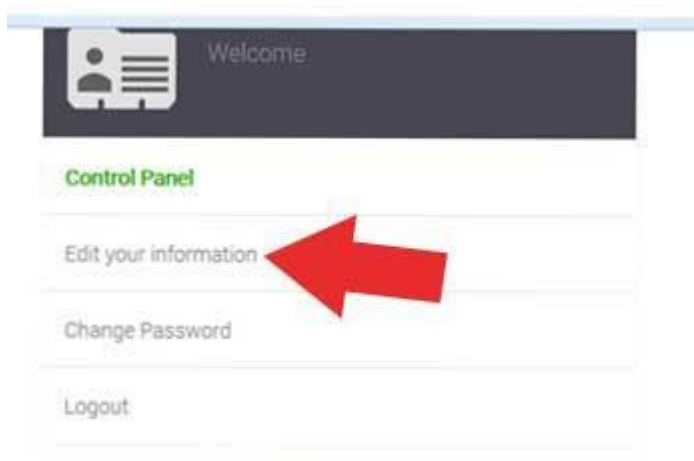 Welcome
Control Panel
Edit your information
Change Password
Logout